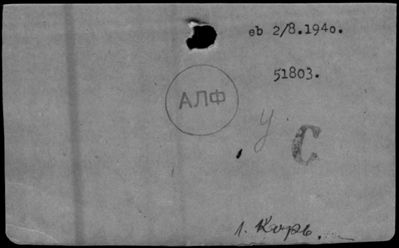 eb 2/8.1940.
51803.
АЛФ
у.
С
1. Корь.